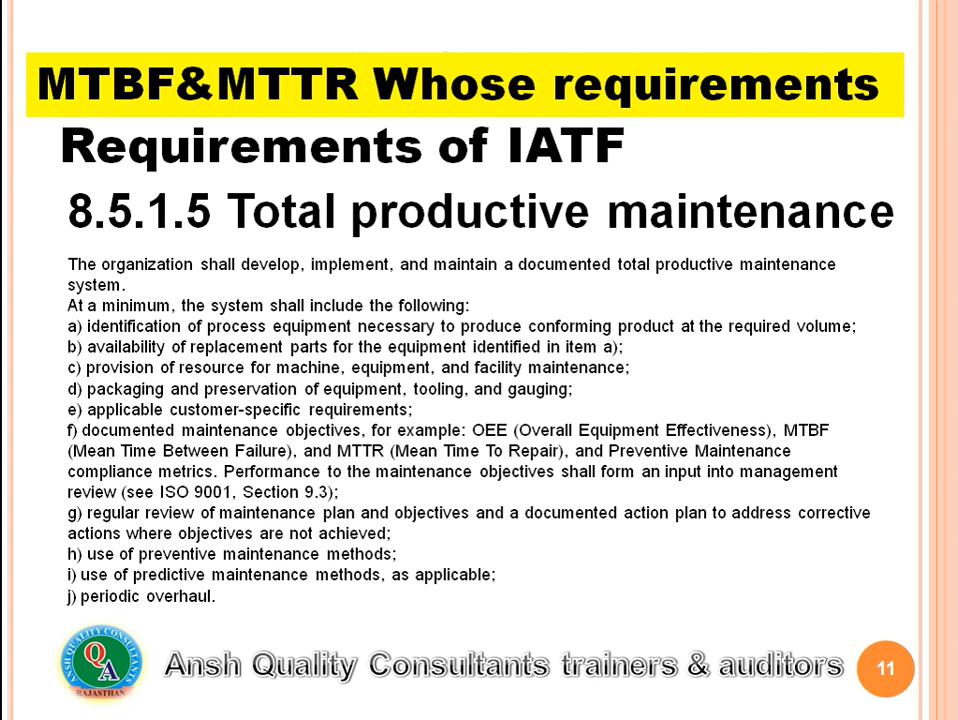 MTBF&MTTR Whose requirements
Requirements of IATF
8.5.1.5 Total productive maintenance
The organization shall develop, implement, and maintain a documented total productive maintenance
system.
At a minimum, the system shall include the following:
a) identification of process equipment necessary to produce conforming product at the required volume;
b) availability of replacement parts for the equipment identified in item a);
c) provision of resource for machine, equipment, and facility maintenance;
d) packaging and preservation of equipment, tooling, and gauging;
e) applicable customer-specific requirements;
f) documented maintenance objectives, for example: OEE (Overall Equipment Effectiveness), MTBF
(Mean Time Between Failure), and MTTR (Mean Time To Repair), and Preventive Maintenance
compliance metrics. Performance to the maintenance objectives shall form an input into management
review (see ISO 9001, Section 9.3);
g) regular review of maintenance plan and objectives and a documented action plan to address corrective
actions where objectives are not achieved;
h) use of preventive maintenance methods;
i) use of predictive maintenance methods, as applicable;
j) periodic overhaul.
ANSH QUALITY CONSULTANTS
QA
RAJASTHAN
Ansh Quality Consultants trainers & auditors
11